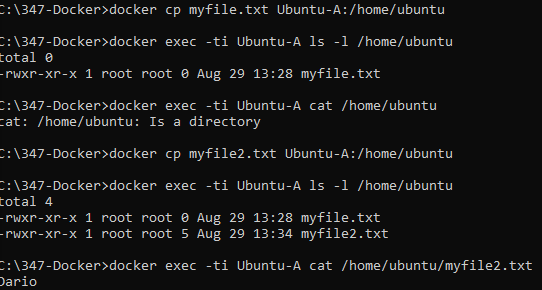 C:\347-Docker>docker cp myfile.txt Ubuntu-A:/home/ubuntu
C:\347-Docker>docker exec -ti Ubuntu-A ls -l /home/ubuntu
total 0
-rwxr-xr-x 1 root root 0 Aug 29 13:28 myfile.txt
C:\347-Docker>docker exec -ti Ubuntu-A cat /home/ubuntu
cat: /home/ubuntu: Is a directory
C:\347-Docker>docker cp myfile2.txt Ubuntu-A:/home/ubuntu
C:\347-Docker>docker exec -ti Ubuntu-A ls -l /home/ubuntu
total 4
-rwxr-xr-x 1 root root 0 Aug 29 13:28 myfile.txt
-rwxr-xr-x 1 root root 5 Aug 29 13:34 myfile2.txt
C:\347-Docker>docker exec -ti Ubuntu-A cat /home/ubuntu/myfile2.txt
Dario